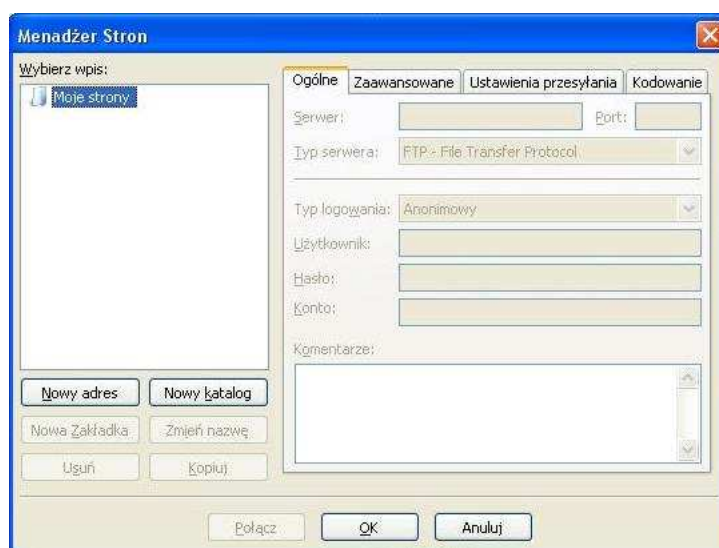 Menadżer Stron
Wybierz wpis:
Moje strony
Nowy adres
Nowy katalog
Nowa Zakładka
Zmień nazwę
Usuń
Kopiuj
Ogólne
Zaawansowane
Ustawienia przesyłania
Kodowanie
Serwer:
Port:
Typ serwera:
FTP - File Transfer Protocol
Typ logowania:
Anonimowy
Użytkownik:
Hasło:
Konto:
Komentarze:
Połącz
OK
Anuluj